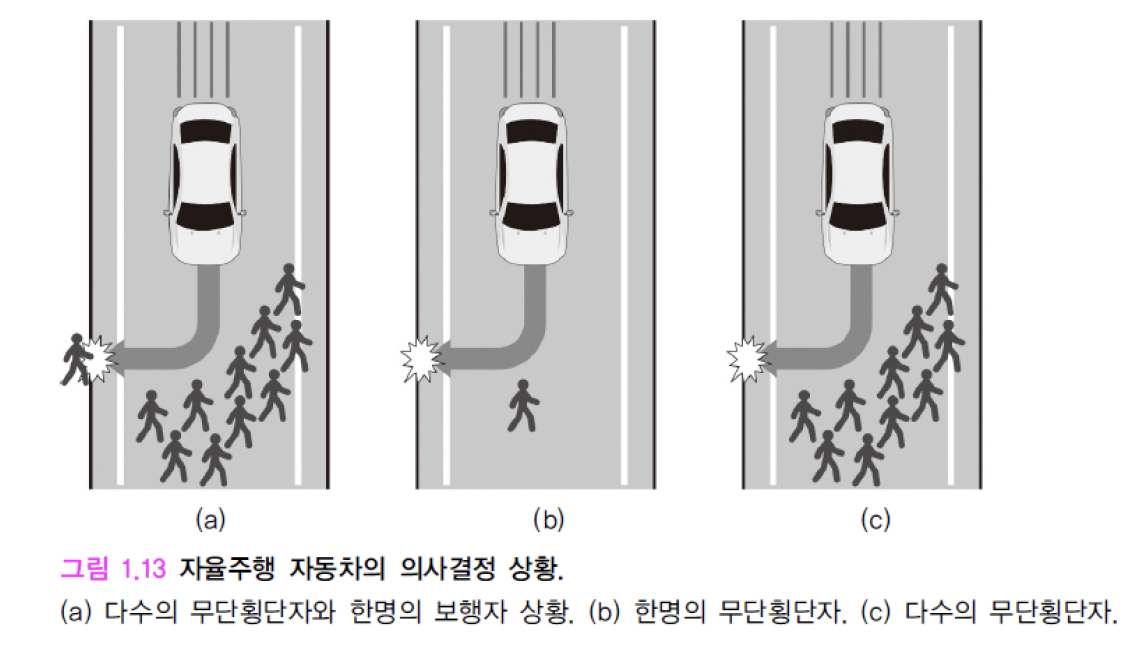 (a)
(b)
(c)
그림 1.13 자율주행 자동차의 의사결정 상황.
(a) 다수의 무단횡단자와 한명의 보행자 상황. (b) 한명의 무단횡단자. (c) 다수의 무단횡단자.